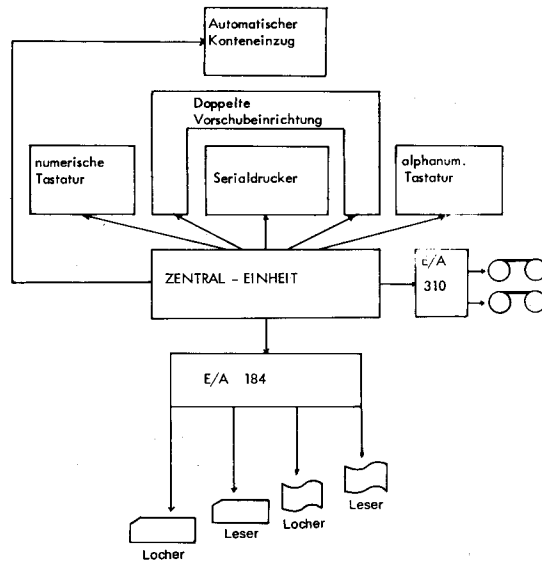 Automatischer
Konteneinzug
Doppelte
Vorschubeinrichtung
numerische
Tastatur
Serialdrucker
alphanum.
Tastatur
ZENTRAL - EINHEIT
E/A
310
E/A 184
Locher
Leser
Locher
Leser